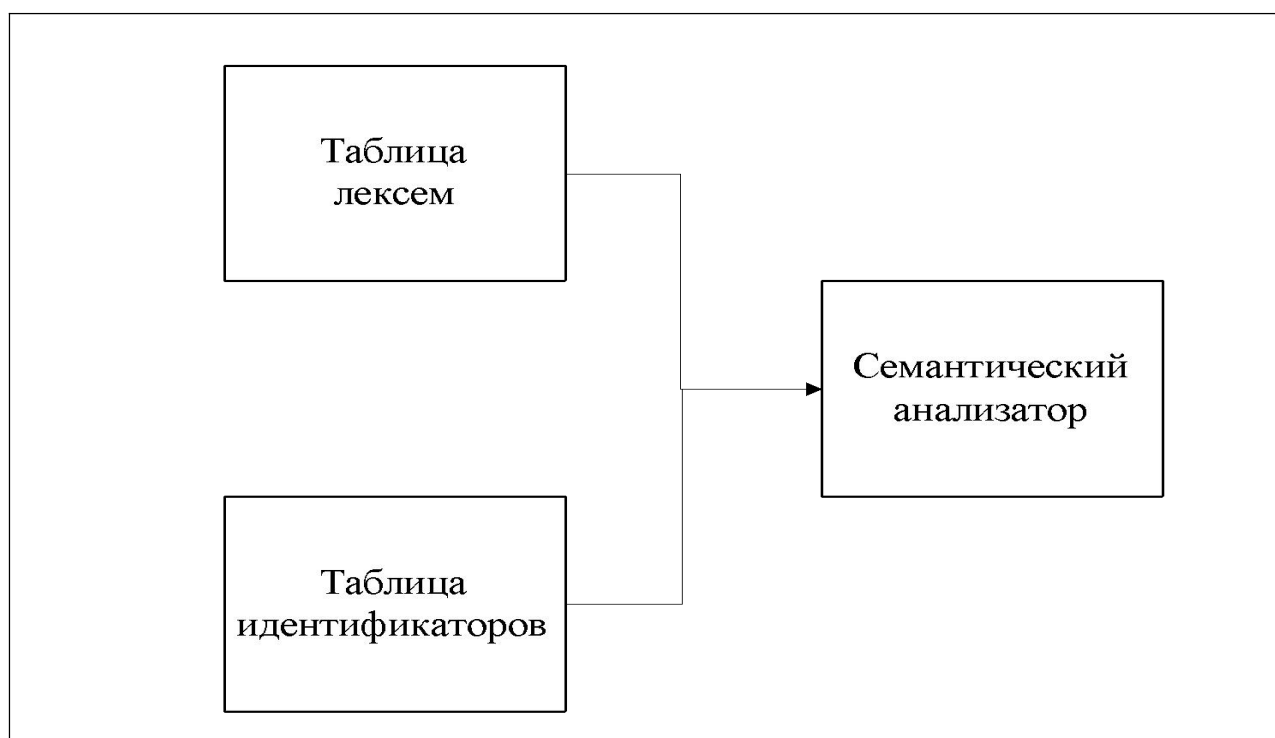 Таблица
лексем
Семантический
анализатор
Таблица
идентификаторов